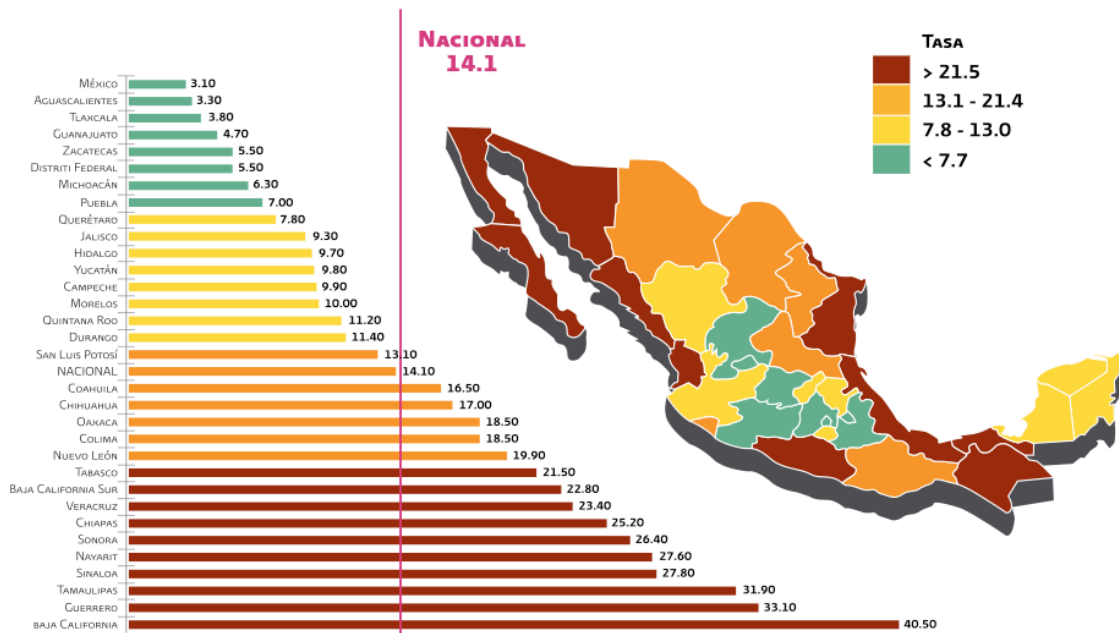 NACIONAL
14.1
TASA
> 21.5
13.1 - 21.4
7.8 - 13.0
< 7.7
MÉXICO 3.10
AGUASCALIENTES 3.30
TLAXCALA 3.80
GUANAJUATO 4.70
ZACATECAS 5.50
DISTRITI FEDERAL 5.50
MICHOACÁN 6.30
PUEBLA 7.00
QUERÉTARO 7.80
JALISCO 9.30
HIDALGO 9.70
YUCATÁN 9.80
CAMPECHE 9.90
MORELOS 10.00
QUINTANA ROO 11.20
DURANGO 11.40
SAN LUIS POTOSÍ 13.10
NACIONAL 14.10
COAHUILA 16.50
CHIHUAHUA 17.00
OAXACA 18.50
COLIMA 18.50
NUEVO LEÓN 19.90
TABASCO 21.50
BAJA CALIFORNIA SUR 22.80
VERACRUZ 23.40
CHIAPAS 25.20
SONORA 26.40
NAYARIT 27.60
SINALOA 27.80
TAMAULIPAS 31.90
GUERRERO 33.10
BAJA CALIFORNIA 40.50